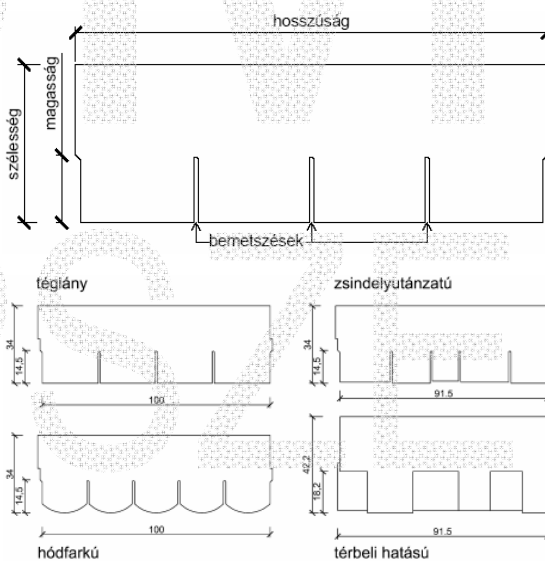 hosszúság
szélesség
magasság
bemetszések
téglány
zsindelyutánzatú
34
14,5
100
34
14,5
91.5
34
14,5
100
42,2
18,2
91.5
hódfarkú
térbeli hatású